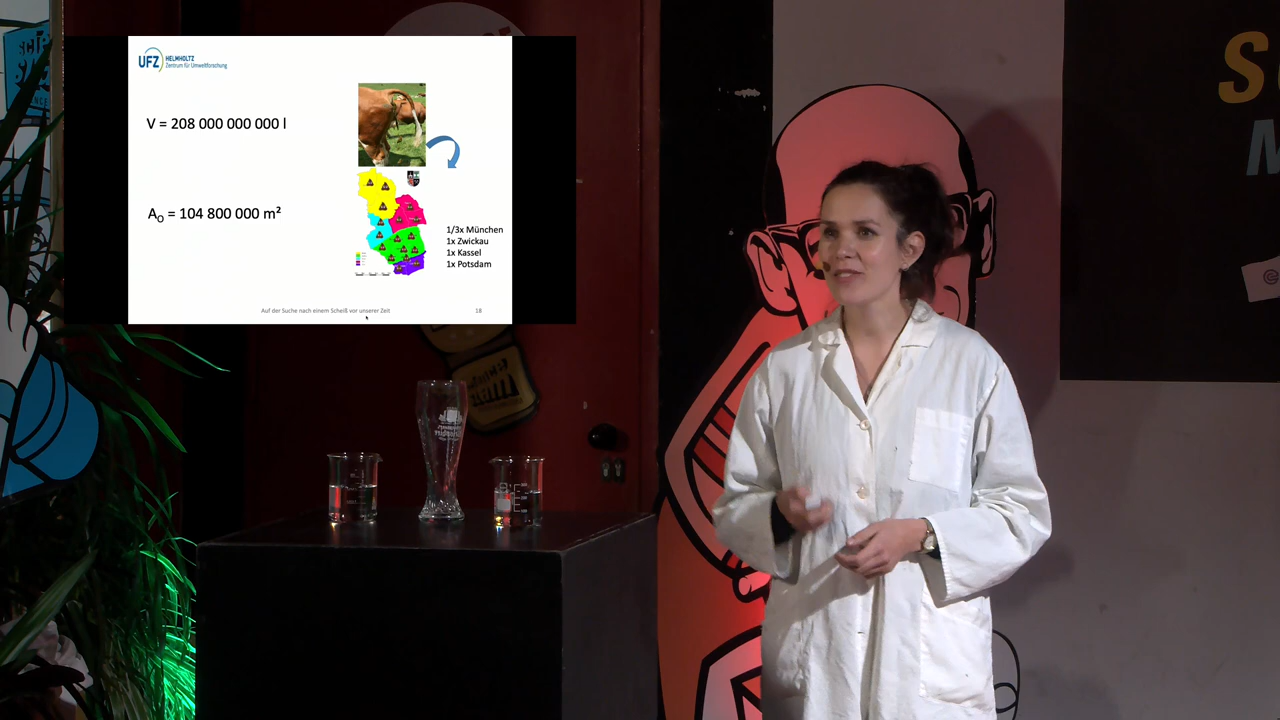 UFZ HELMHOLTZ
Zentrum für Umweltforschung
V = 208 000 000 000 l
A₀ = 104 800 000 m²
1/3x München
1x Zwickau
1x Kassel
1x Potsdam
Auf der Suche nach einem Scheiß vor unserer Zeit
18